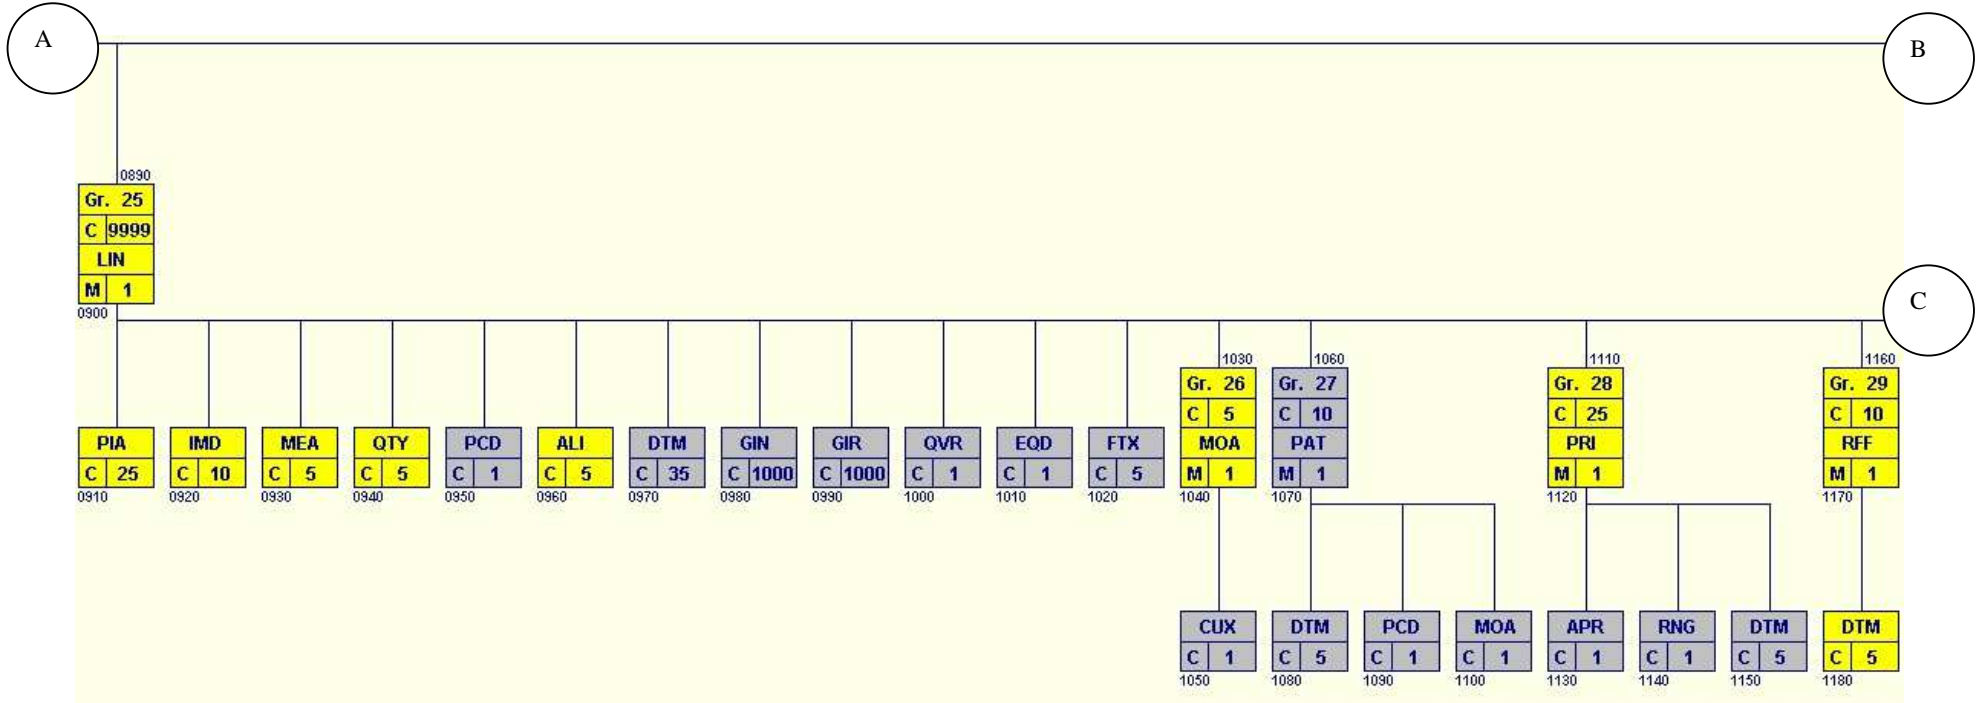 A
B
0890
Gr. 25
C 9999
LIN
M 1
0900
C
1030
1060
1110
1160
Gr. 26
Gr. 27
Gr. 28
Gr. 29
C 5
C 10
C 25
C 10
PIA
IMD
MEA
QTY
PCD
ALI
DTM
GIN
GIR
QVR
EQD
FTX
MOA
PAT
PRI
RFF
C 25
C 10
C 5
C 5
C 1
C 5
C 35
C 1000
C 1000
C 1
C 1
C 5
M 1
M 1
M 1
M 1
0910
0920
0930
0940
0950
0960
0970
0980
0990
1000
1010
1020
1040
1070
1120
1170
CUX
DTM
PCD
MOA
APR
RNG
DTM
DTM
C 1
C 5
C 1
C 1
C 1
C 1
C 5
C 5
1050
1080
1090
1100
1130
1140
1150
1180